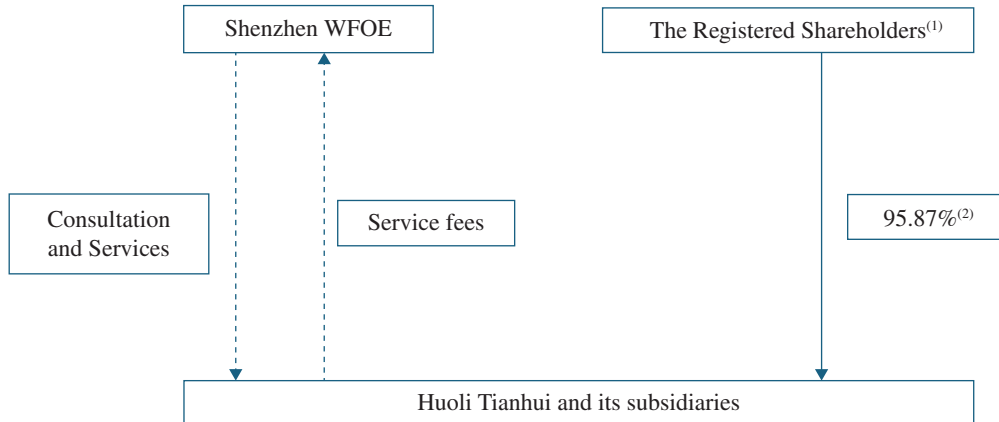 Shenzhen WFOE
The Registered Shareholders(1)
Consultation
and Services
Service fees
95.87%(2)
Huoli Tianhui and its subsidiaries